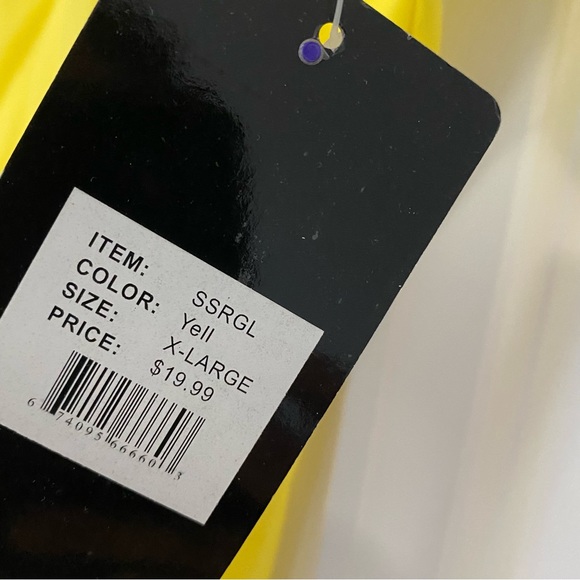 ITEM: SSRGL
COLOR: Yell
SIZE: X-LARGE
PRICE: $19.99
6 74095 66660 3